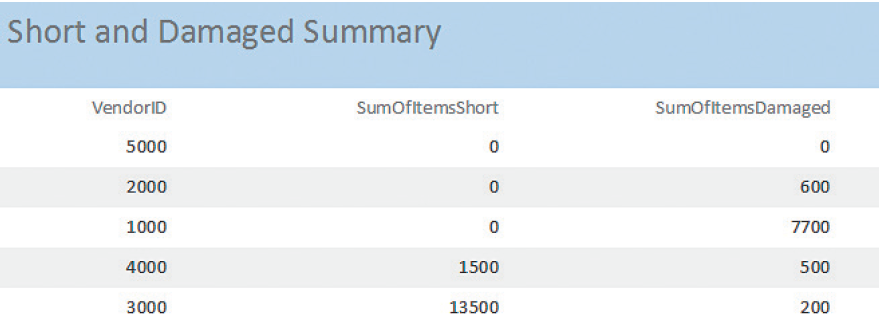 Short and Damaged Summary
VendorID SumOfItemsShort SumOfItemsDamaged
5000 0 0
2000 0 600
1000 0 7700
4000 1500 500
3000 13500 200